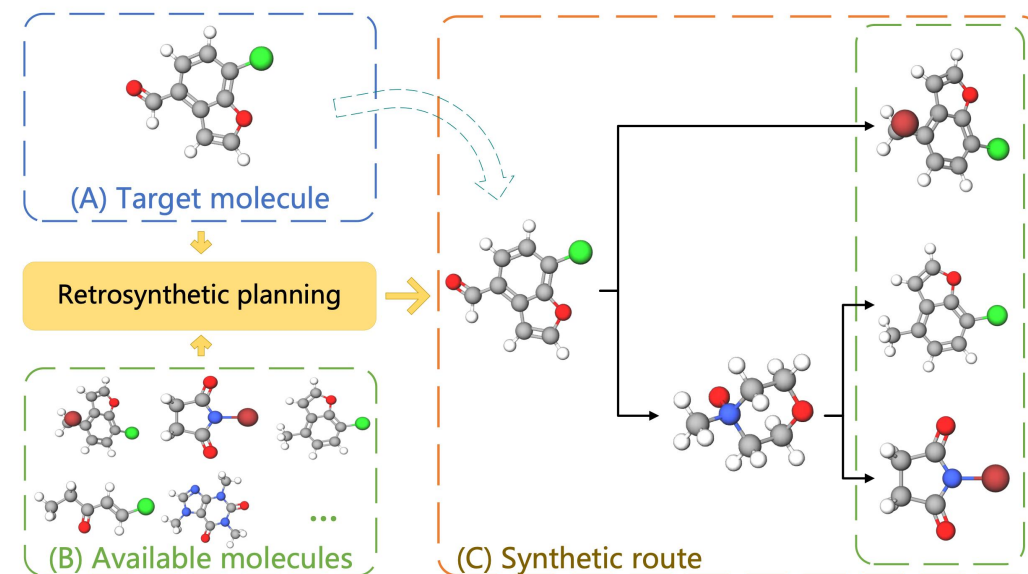 (A) Target molecule
Retrosynthetic planning
...
(B) Available molecules
(C) Synthetic route